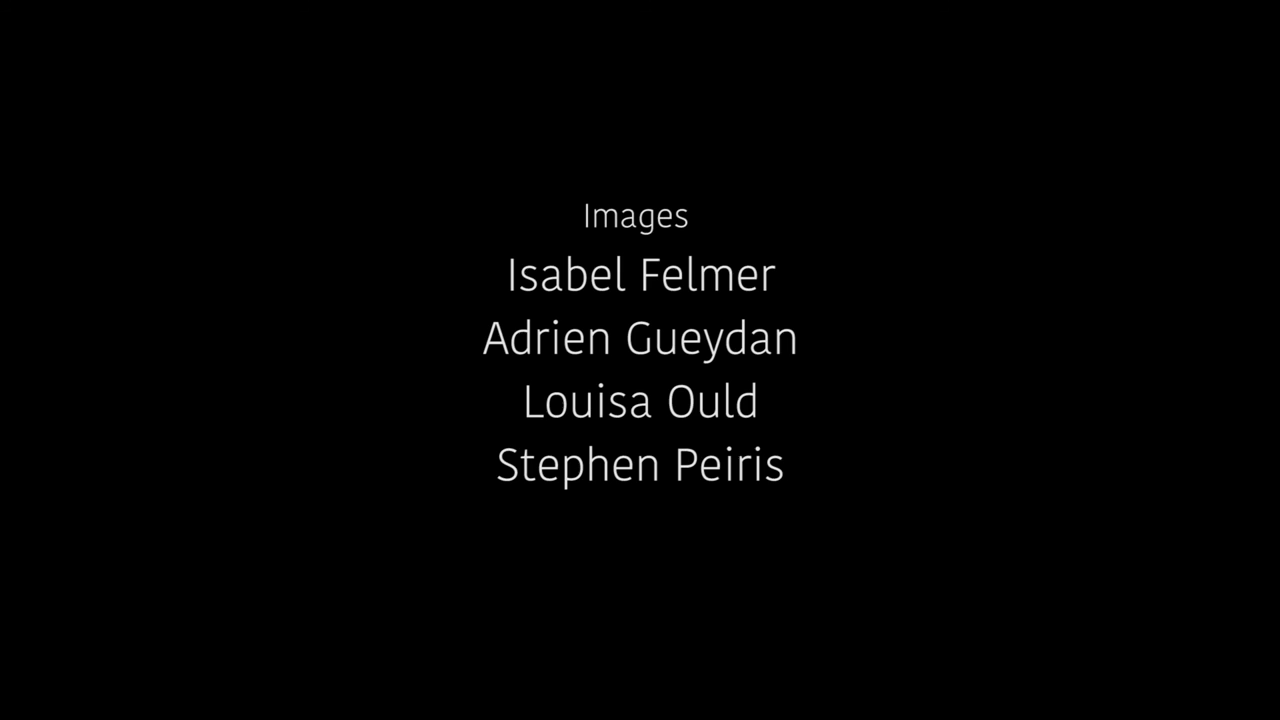 Images
Isabel Felmer
Adrien Gueydan
Louisa Ould
Stephen Peiris